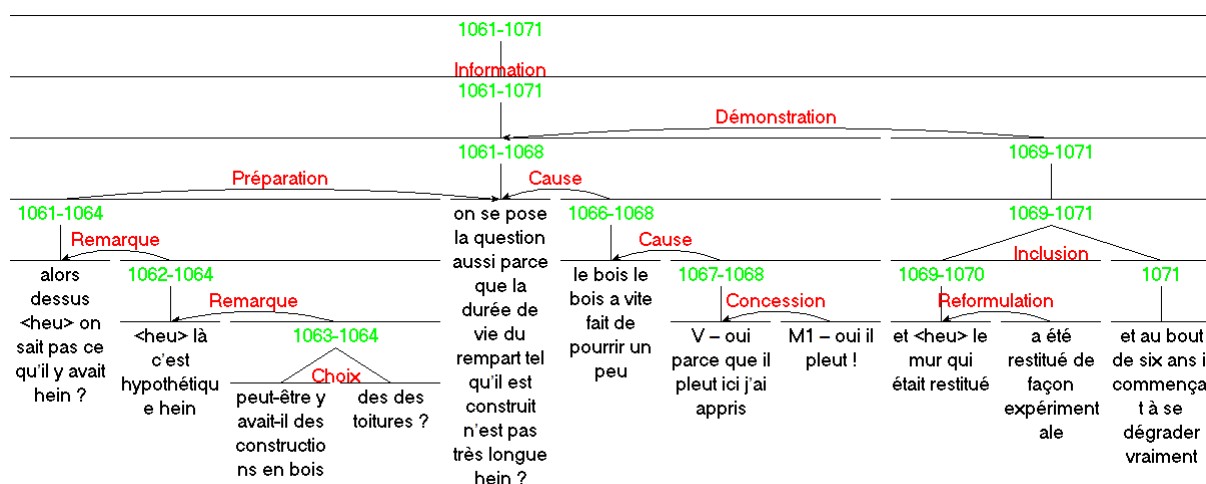 1061-1071
Information
1061-1071
Démonstration
1061-1068
1069-1071
Préparation
Cause
1061-1064
on se pose
la question
aussi parce
que la
durée de
vie du
rempart tel
qu'il est
construit
n'est pas
très longue
hein ?
1066-1068
1069-1071
Remarque
Cause
Inclusion
alors
dessus
<heu> on
sait pas ce
qu'il y avait
hein ?
1062-1064
le bois le
bois a vite
fait de
pourrir un
peu
1067-1068
1069-1070
1071
Remarque
Concession
Reformulation
<heu> là
c'est
hypothétiqu
e hein
1063-1064
V – oui
parce que il
pleut ici j'ai
appris
M1 – oui il
pleut !
et <heu> le
mur qui
était restitué
a été
restitué de
façon
expériment
ale
et au bout
de six ans i
commença
t à se
dégrader
vraiment
Choix
peut-être y
avait-il des
constructio
ns en bois
des des
toitures ?